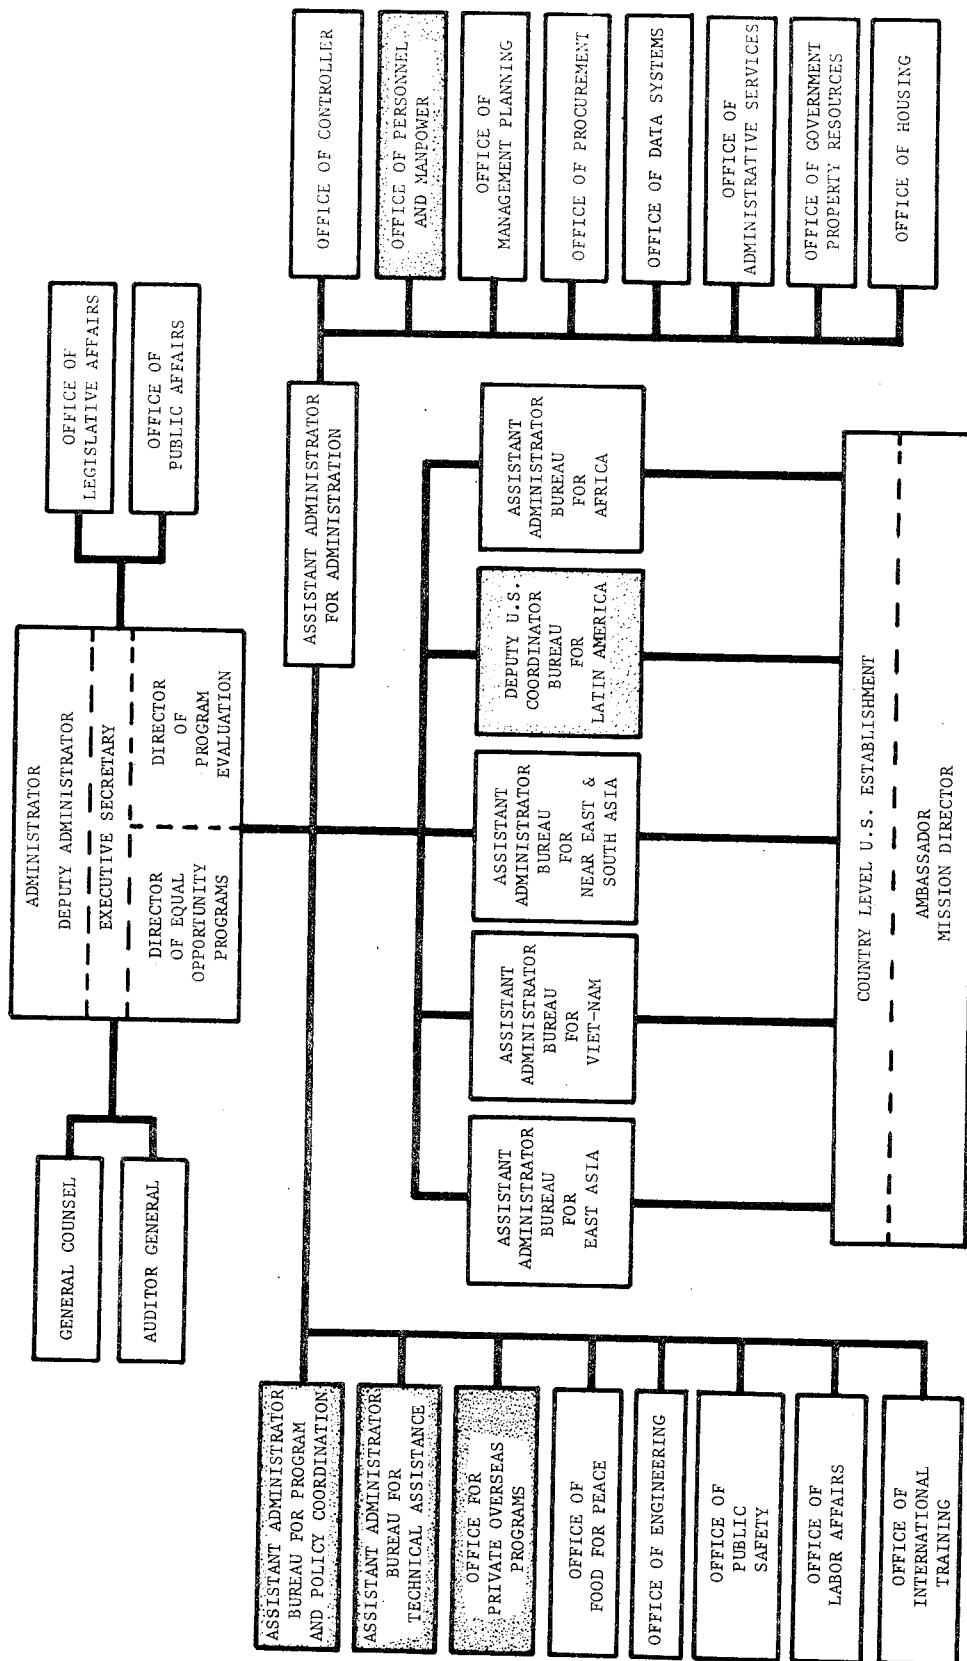 ADMINISTRATOR
DEPUTY ADMINISTRATOR
EXECUTIVE SECRETARY
DIRECTOR
OF EQUAL
OPPORTUNITY
PROGRAMS
DIRECTOR
OF
PROGRAM
EVALUATION
GENERAL COUNSEL
AUDITOR GENERAL
OFFICE OF
LEGISLATIVE AFFAIRS
OFFICE OF
PUBLIC AFFAIRS
ASSISTANT ADMINISTRATOR
BUREAU FOR PROGRAM
AND POLICY COORDINATION
ASSISTANT ADMINISTRATOR
BUREAU FOR
TECHNICAL ASSISTANCE
OFFICE FOR
PRIVATE OVERSEAS
PROGRAMS
OFFICE OF
FOOD FOR PEACE
OFFICE OF ENGINEERING
OFFICE OF
PUBLIC
SAFETY
OFFICE OF
LABOR AFFAIRS
OFFICE OF
INTERNATIONAL
TRAINING
ASSISTANT ADMINISTRATOR
FOR ADMINISTRATION
OFFICE OF CONTROLLER
OFFICE OF PERSONNEL
AND MANPOWER
OFFICE OF
MANAGEMENT PLANNING
OFFICE OF PROCUREMENT
OFFICE OF DATA SYSTEMS
OFFICE OF
ADMINISTRATIVE SERVICES
OFFICE OF GOVERNMENT
PROPERTY RESOURCES
OFFICE OF HOUSING
ASSISTANT
ADMINISTRATOR
BUREAU
FOR
EAST ASIA
ASSISTANT
ADMINISTRATOR
BUREAU
FOR
VIET-NAM
ASSISTANT
ADMINISTRATOR
BUREAU
FOR
NEAR EAST &
SOUTH ASIA
DEPUTY U.S.
COORDINATOR
BUREAU
FOR
LATIN AMERICA
ASSISTANT
ADMINISTRATOR
BUREAU
FOR
AFRICA
COUNTRY LEVEL U.S. ESTABLISHMENT
AMBASSADOR
MISSION DIRECTOR